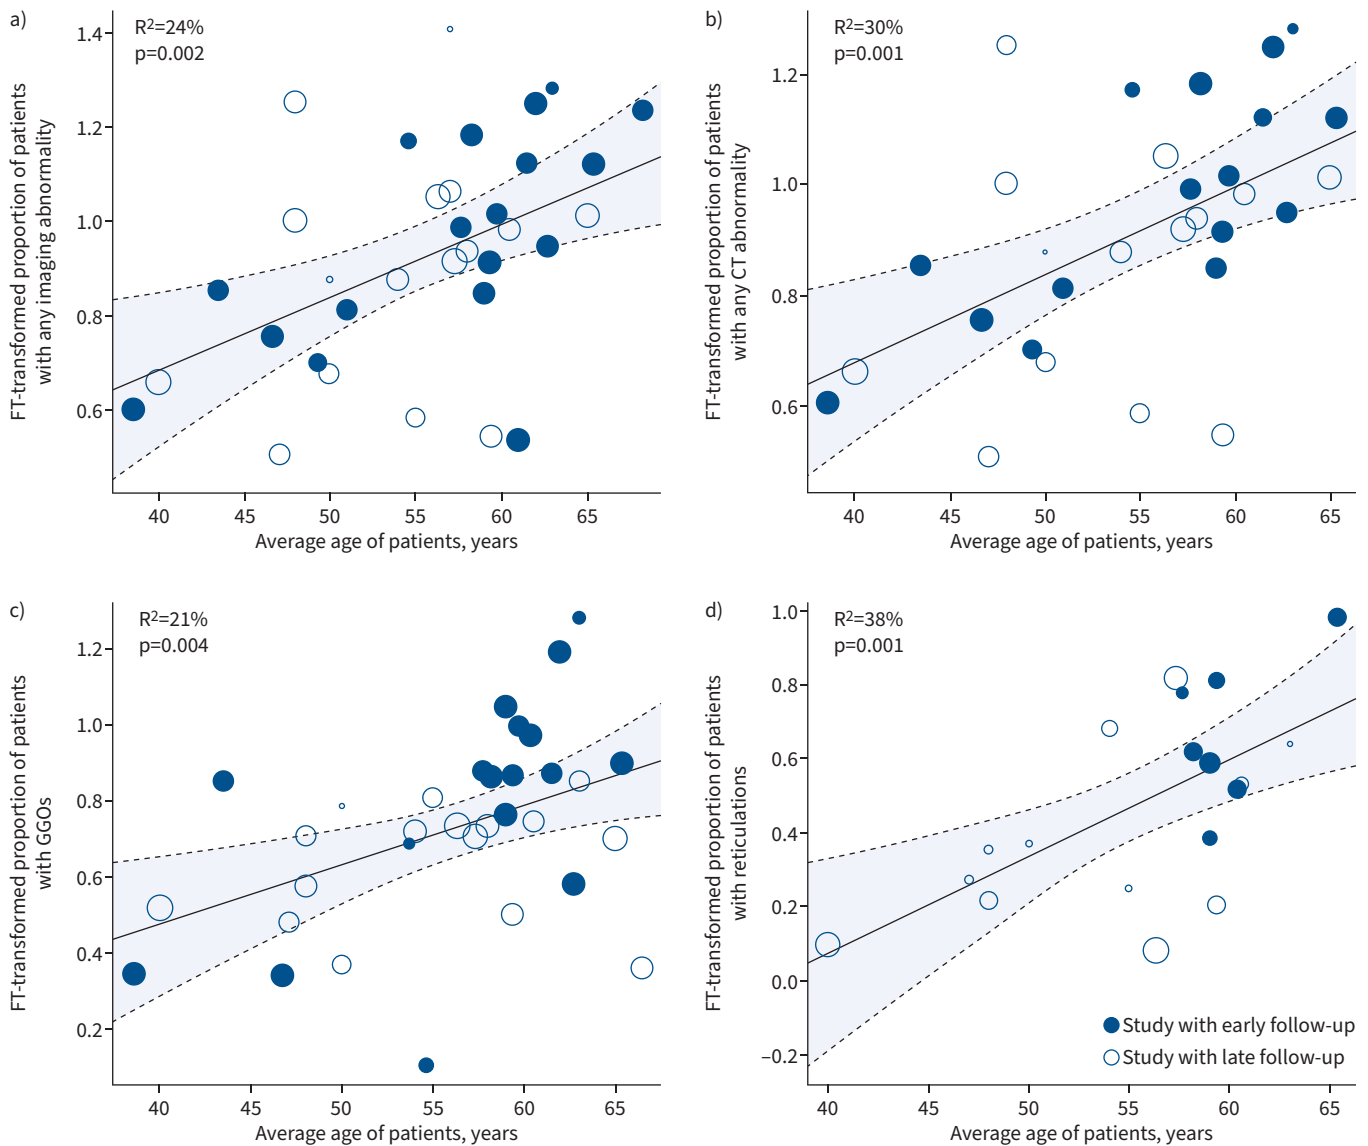 a)
R²=24%
p=0.002
FT-transformed proportion of patients
with any imaging abnormality
1.4
1.2
1.0
0.8
0.6
40 45 50 55 60 65
Average age of patients, years
b)
R²=30%
p=0.001
FT-transformed proportion of patients
with any CT abnormality
1.2
1.0
0.8
0.6
40 45 50 55 60 65
Average age of patients, years
c)
R²=21%
p=0.004
FT-transformed proportion of patients
with GGOs
1.2
1.0
0.8
0.6
0.4
0.2
40 45 50 55 60 65
Average age of patients, years
d)
R²=38%
p=0.001
FT-transformed proportion of patients
with reticulations
1.0
0.8
0.6
0.4
0.2
0.0
–0.2
Study with early follow-up
Study with late follow-up
40 45 50 55 60 65
Average age of patients, years